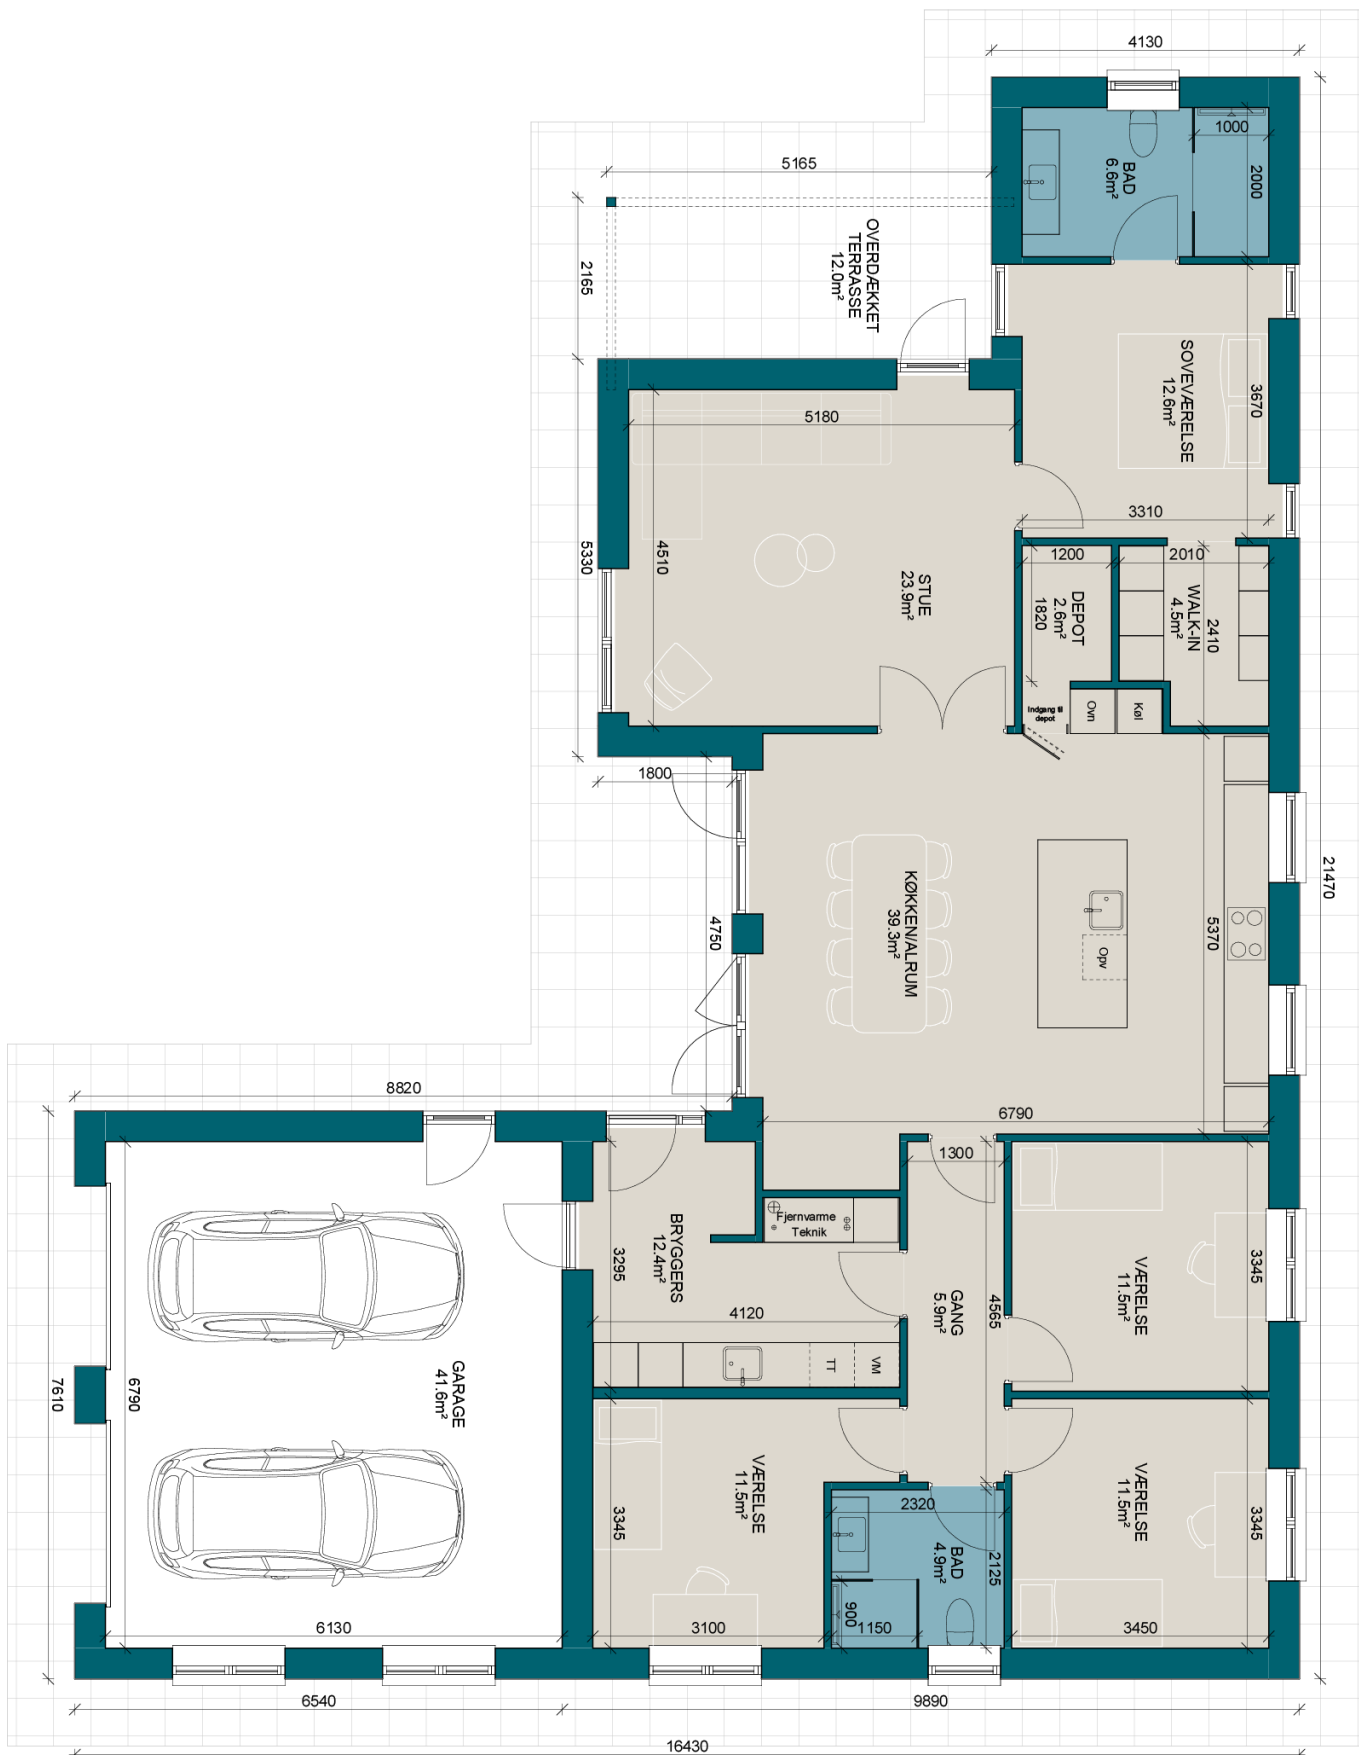 4130
1000
2000
BAD
6.6m²
5165
2165
OVERDÆKKET
TERRASSE
12.0m²
SOVEVÆRELSE
12.6m²
3670
3310
5180
4510
5330
STUE
23.9m²
1200
DEPOT
2.6m²
1820
2010
WALK-IN
4.5m²
2410
Indgang til
depot
Ovn
Køl
1800
4750
21470
KØKKEN/ALRUM
39.3m²
5370
Opv
6790
8820
1300
BRYGGERS
12.4m²
3295
Fjernvarme
Teknik
4120
TT
VM
GANG
5.9m²
4565
VÆRELSE
11.5m²
3345
GARAGE
41.6m²
6790
7610
6130
VÆRELSE
11.5m²
3345
3100
2320
BAD
4.9m²
2125
900
1150
VÆRELSE
11.5m²
3345
3450
6540
9890
16430